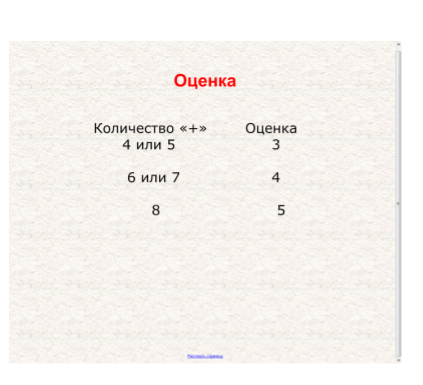 Оценка
Количество «+» Оценка
4 или 5 3
6 или 7 4
8 5